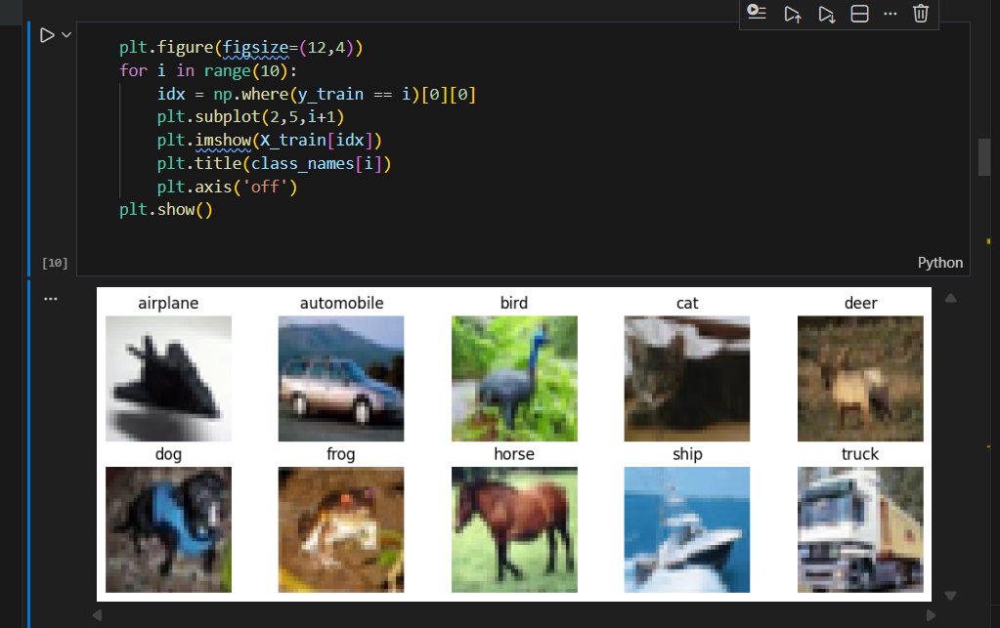 plt.figure(figsize=(12,4))
for i in range(10):
    idx = np.where(y_train == i)[0][0]
    plt.subplot(2,5,i+1)
    plt.imshow(X_train[idx])
    plt.title(class_names[i])
    plt.axis('off')
plt.show()
[10]
Python
airplane automobile bird cat deer
dog frog horse ship truck